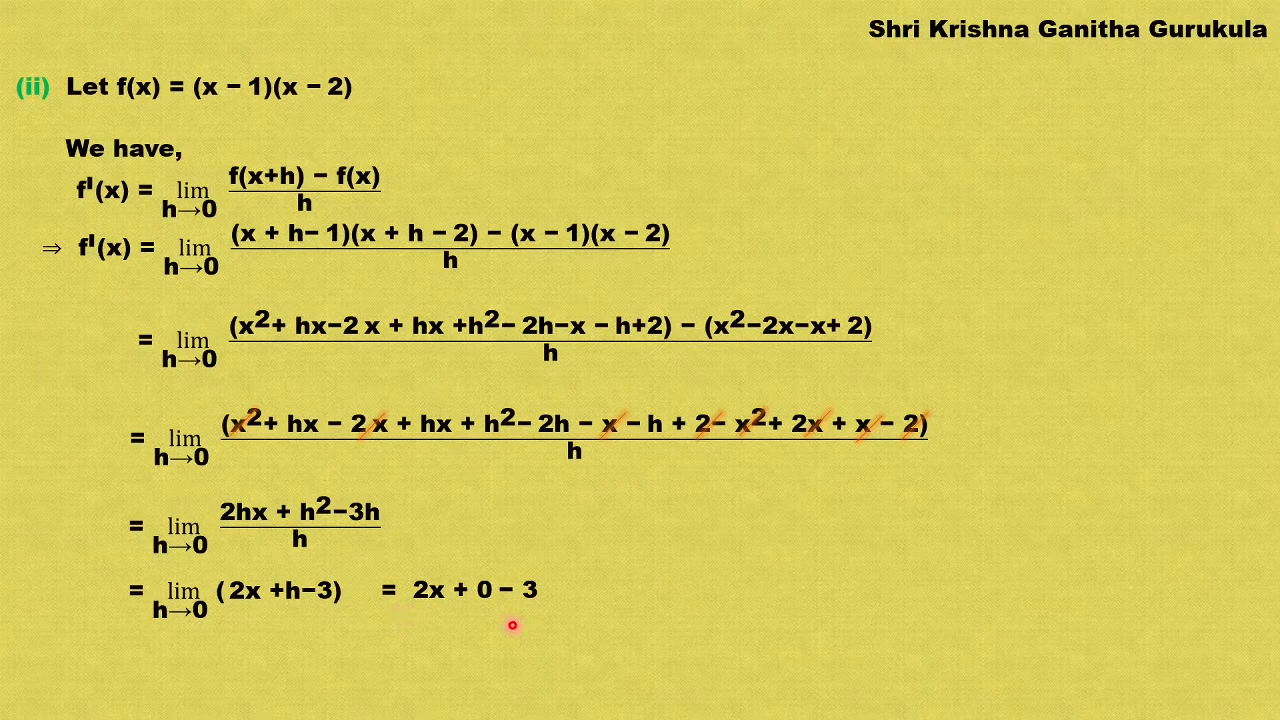 Shri Krishna Ganitha Gurukula
(ii) Let f(x) = (x − 1)(x − 2)
We have,
f'(x) = lim h→0 f(x+h) − f(x) / h
⇒ f'(x) = lim h→0 (x + h− 1)(x + h − 2) − (x − 1)(x − 2) / h
= lim h→0 (x²+ hx−2 x + hx +h²− 2h−x − h+2) − (x²−2x−x+ 2) / h
= lim h→0 (x²+ hx − 2 x + hx + h²− 2h − x − h + 2− x²+ 2x + x − 2) / h
= lim h→0 2hx + h²−3h / h
= lim h→0 ( 2x +h−3) = 2x + 0 − 3